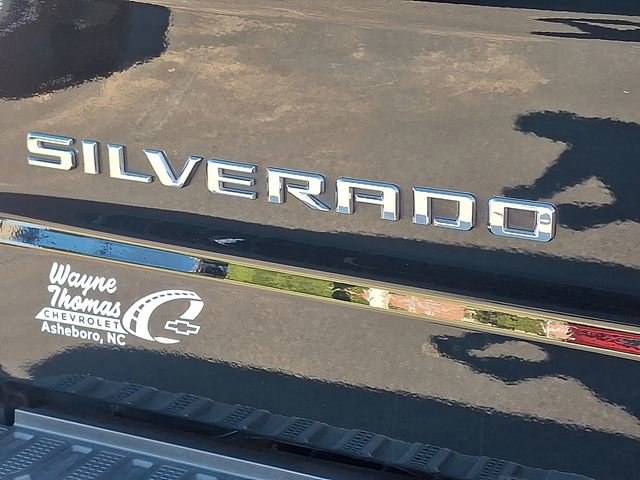 SILVERADO
Wayne
Thomas
CHEVROLET
Asheboro, NC